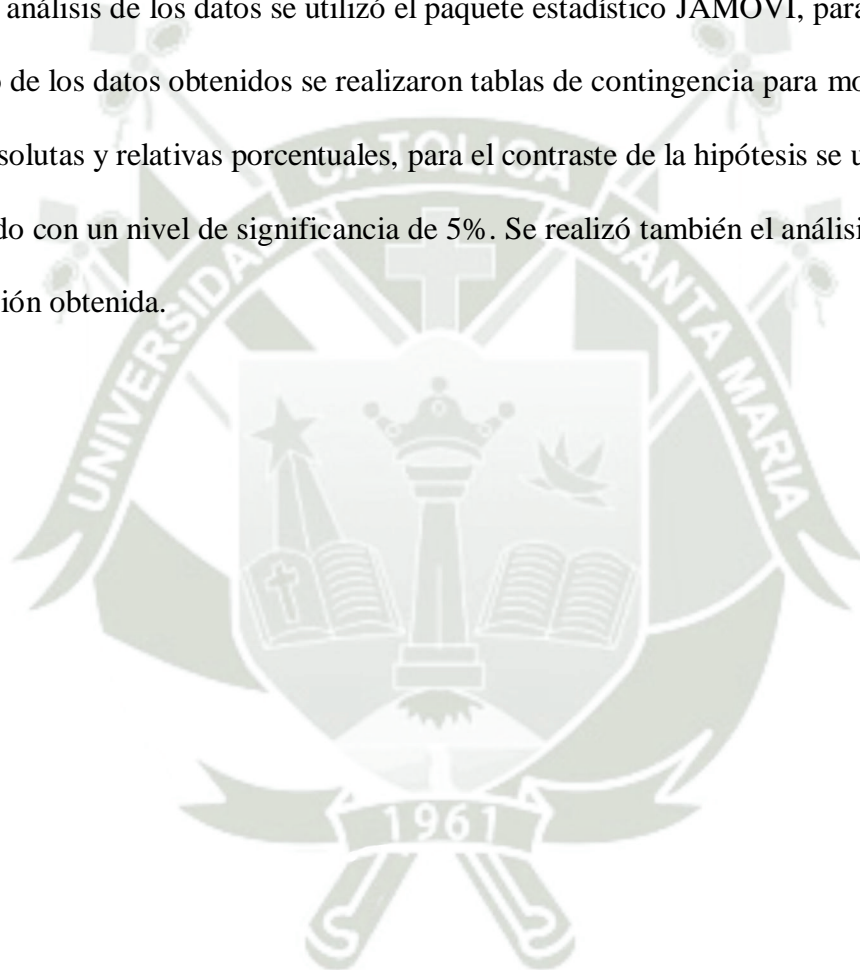 análisis de los datos se utilizó el paquete estadístico JAMOVI, para
de los datos obtenidos se realizaron tablas de contingencia para
solutas y relativas porcentuales, para el contraste de la hipótesis se
do con un nivel de significancia de 5%. Se realizó también el
ión obtenida.
UNIVERSIDAD CATOLICA SANTA MARIA
1961